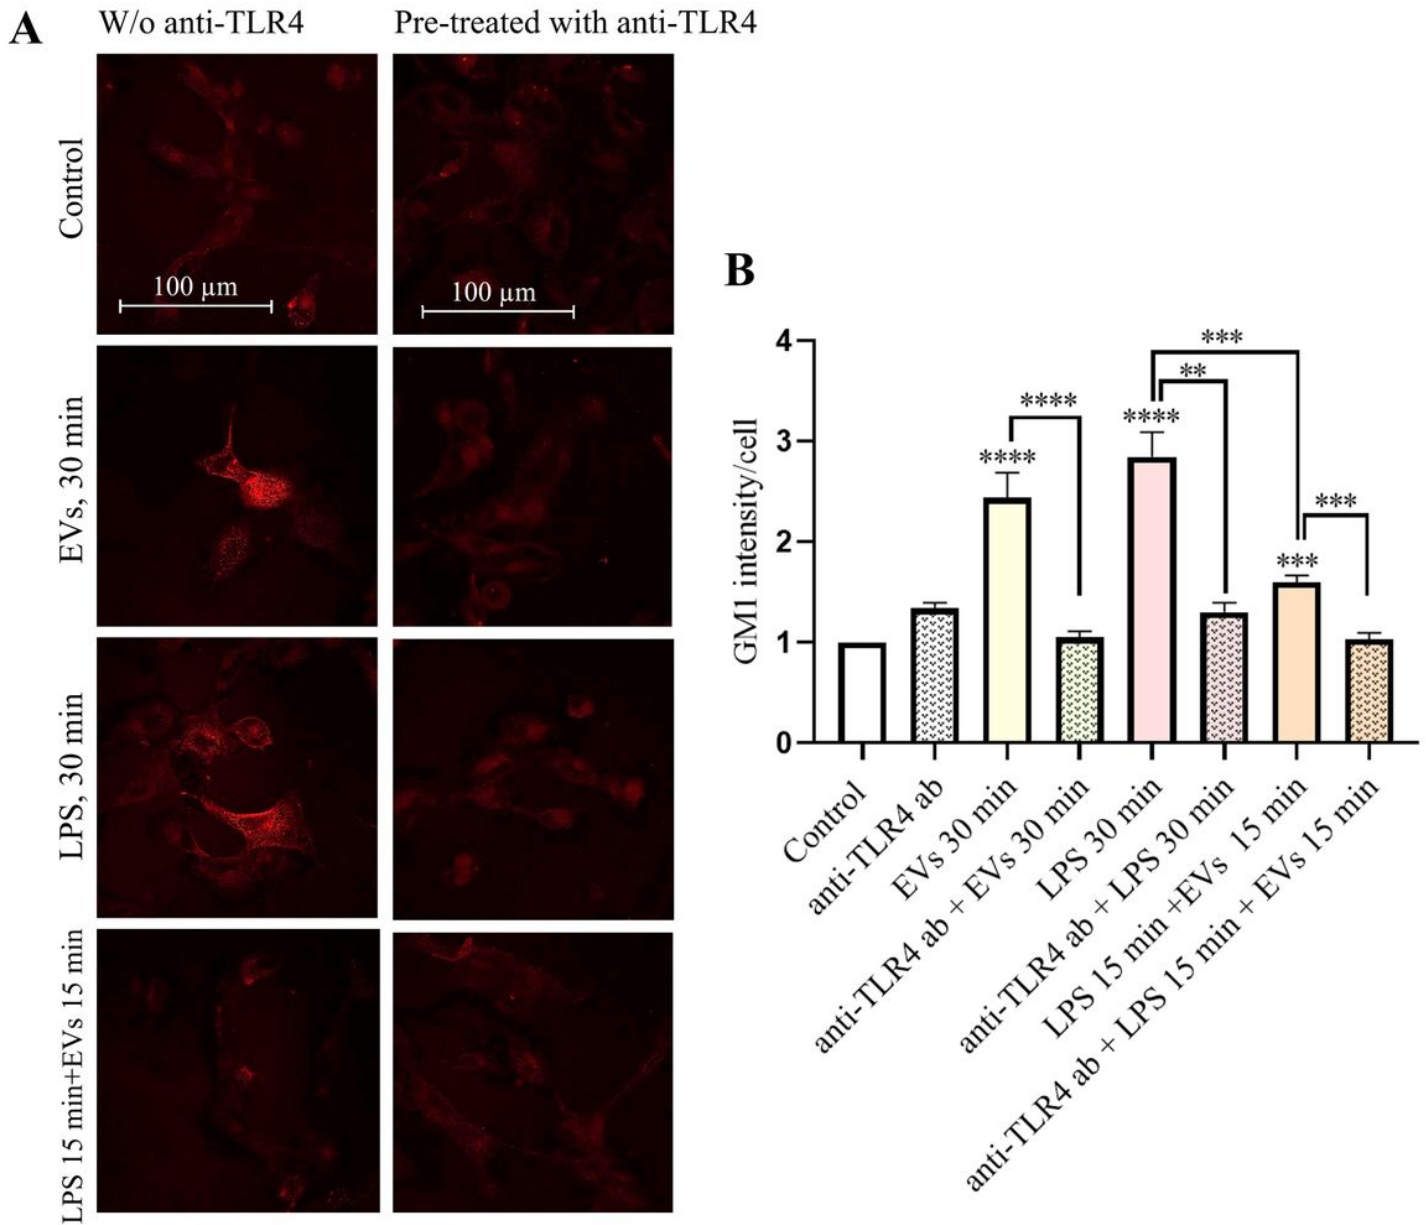 A
W/o anti-TLR4
Pre-treated with anti-TLR4
Control
100 µm
100 µm
EVs, 30 min
LPS, 30 min
LPS 15 min+EVs 15 min
B
GM1 intensity/cell
4
3
2
1
0
****
****
****
***
**
***
***
Control
anti-TLR4 ab
EVs 30 min
anti-TLR4 ab + EVs 30 min
LPS 30 min
anti-TLR4 ab + LPS 30 min
LPS 15 min +EVs 15 min
anti-TLR4 ab + LPS 15 min + EVs 15 min